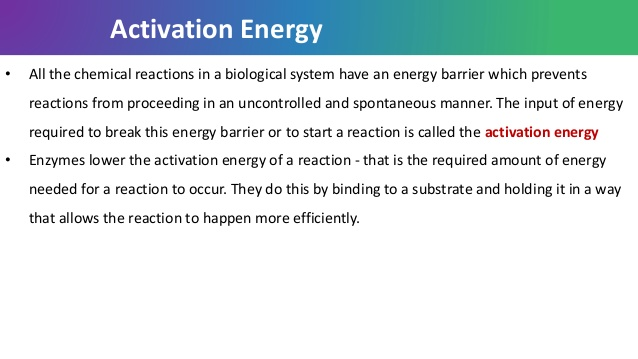 Activation Energy
• All the chemical reactions in a biological system have an energy barrier which prevents
reactions from proceeding in an uncontrolled and spontaneous manner. The input of energy
required to break this energy barrier or to start a reaction is called the activation energy
• Enzymes lower the activation energy of a reaction - that is the required amount of energy
needed for a reaction to occur. They do this by binding to a substrate and holding it in a way
that allows the reaction to happen more efficiently.